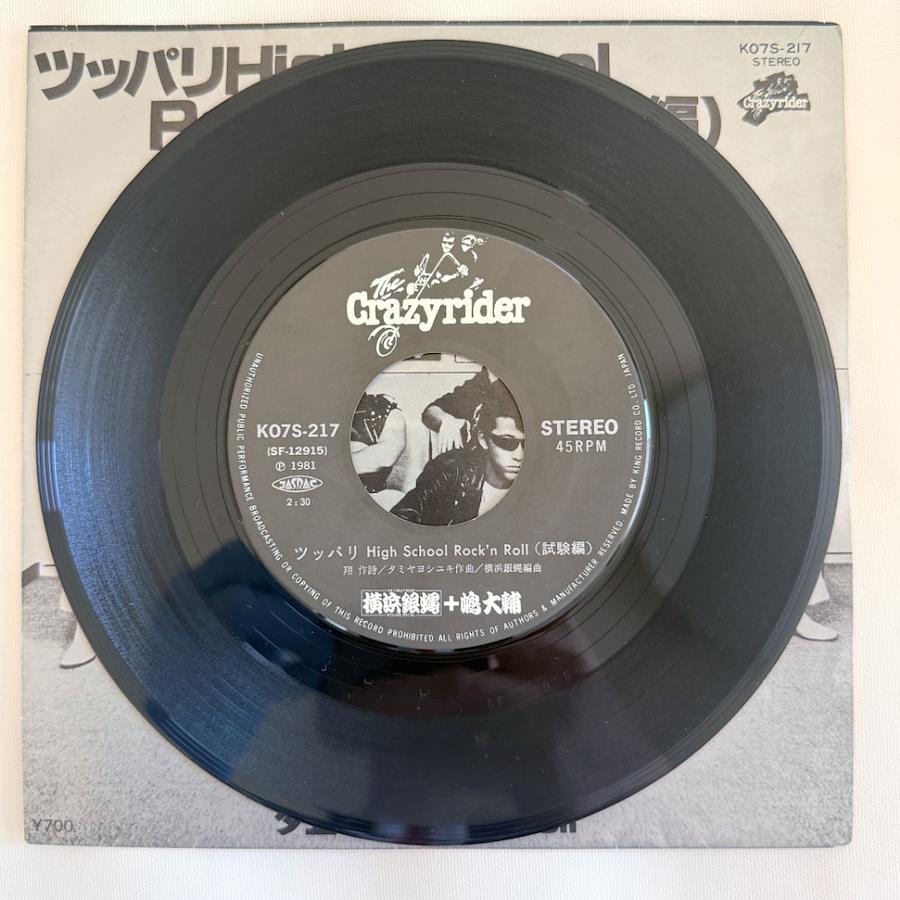 ツッパリHigh
K07S-217
STEREO
Crazyrider
編)
The
Crazyrider
K07S-217
(SF-12915)
℗ 1981
JASRAC
2:30
STEREO
45RPM
ツッパリ High School Rock'n Roll (試験編)
翔 作詩/タミヤヨシユキ作曲/横浜銀蝿編曲
横浜銀蝿+嶋大輔
UNAUTHORIZED PUBLIC PERFORMANCE BROADCASTING OR COPYING OF THIS RECORD PROHIBITED ALL RIGHTS OF AUTHORS & MANUFACTURER RESERVED MADE BY KING RECORD CO., LTD JAPAN
¥700